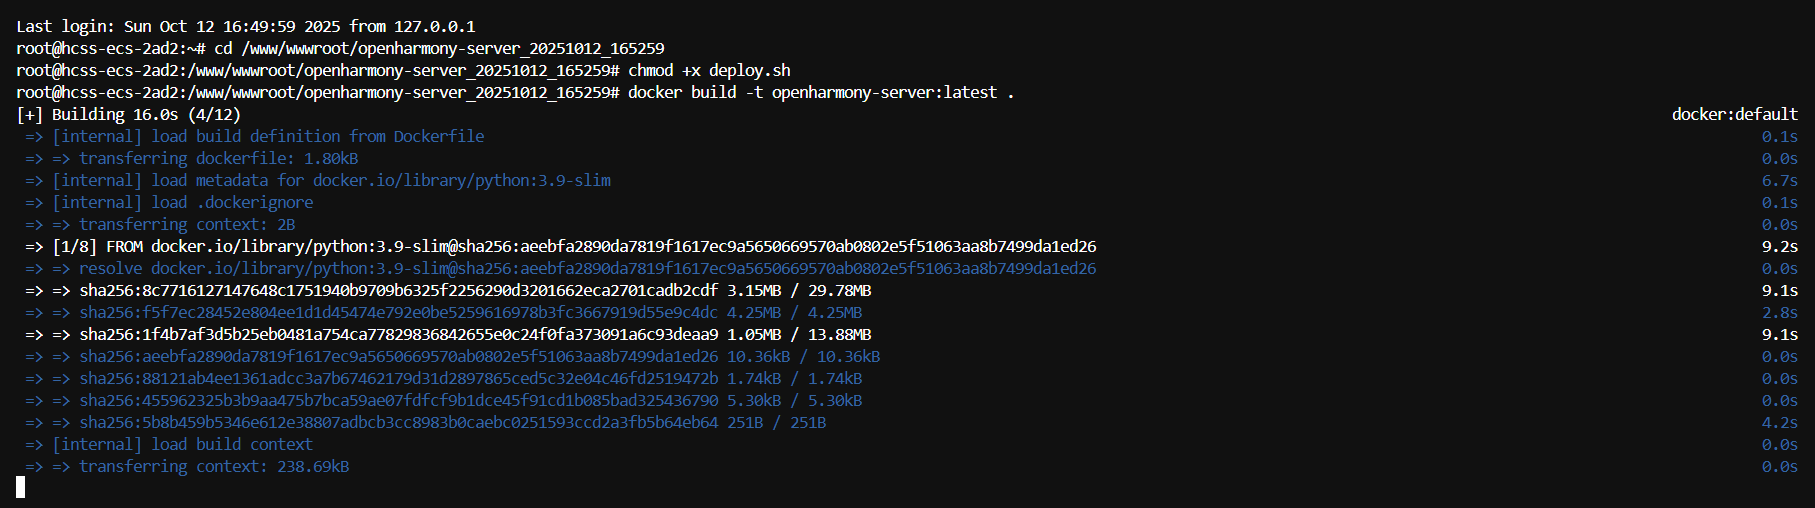 Last login: Sun Oct 12 16:49:59 2025 from 127.0.0.1
root@hcss-ecs-2ad2:~# cd /www/wwwroot/openharmony-server_20251012_165259
root@hcss-ecs-2ad2:/www/wwwroot/openharmony-server_20251012_165259# chmod +x deploy.sh
root@hcss-ecs-2ad2:/www/wwwroot/openharmony-server_20251012_165259# docker build -t openharmony-server:latest .
[+] Building 16.0s (4/12) docker:default
=> [internal] load build definition from Dockerfile 0.1s
=> => transferring dockerfile: 1.80kB 0.0s
=> [internal] load metadata for docker.io/library/python:3.9-slim 6.7s
=> [internal] load .dockerignore 0.1s
=> => transferring context: 2B 0.0s
=> [1/8] FROM docker.io/library/python:3.9-slim@sha256:aeebfa2890da7819f1617ec9a5650669570ab0802e5f51063aa8b7499da1ed26 9.2s
=> => resolve docker.io/library/python:3.9-slim@sha256:aeebfa2890da7819f1617ec9a5650669570ab0802e5f51063aa8b7499da1ed26 0.0s
=> => sha256:8c7716127147648c1751940b9709b6325f2256290d3201662eca2701cadb2cdf 3.15MB / 29.78MB 9.1s
=> => sha256:f5f7ec28452e804ee1d1d45474e792e0be5259616978b3fc3667919d55e9c4dc 4.25MB / 4.25MB 2.8s
=> => sha256:1f4b7af3d5b25eb0481a754ca77829836842655e0c24f0fa373091a6c93deaa9 1.05MB / 13.88MB 9.1s
=> => sha256:aeebfa2890da7819f1617ec9a5650669570ab0802e5f51063aa8b7499da1ed26 10.36kB / 10.36kB 0.0s
=> => sha256:88121ab4ee1361adcc3a7b67462179d31d2897865ced5c32e04c46fd2519472b 1.74kB / 1.74kB 0.0s
=> => sha256:455962325b3b9aa475b7bca59ae07fdfcf9b1dce45f91cd1b085bad325436790 5.30kB / 5.30kB 0.0s
=> => sha256:5b8b459b5346e612e38807adbcb3cc8983b0caebc0251593ccd2a3fb5b64eb64 251B / 251B 4.2s
=> [internal] load build context 0.0s
=> => transferring context: 238.69kB 0.0s